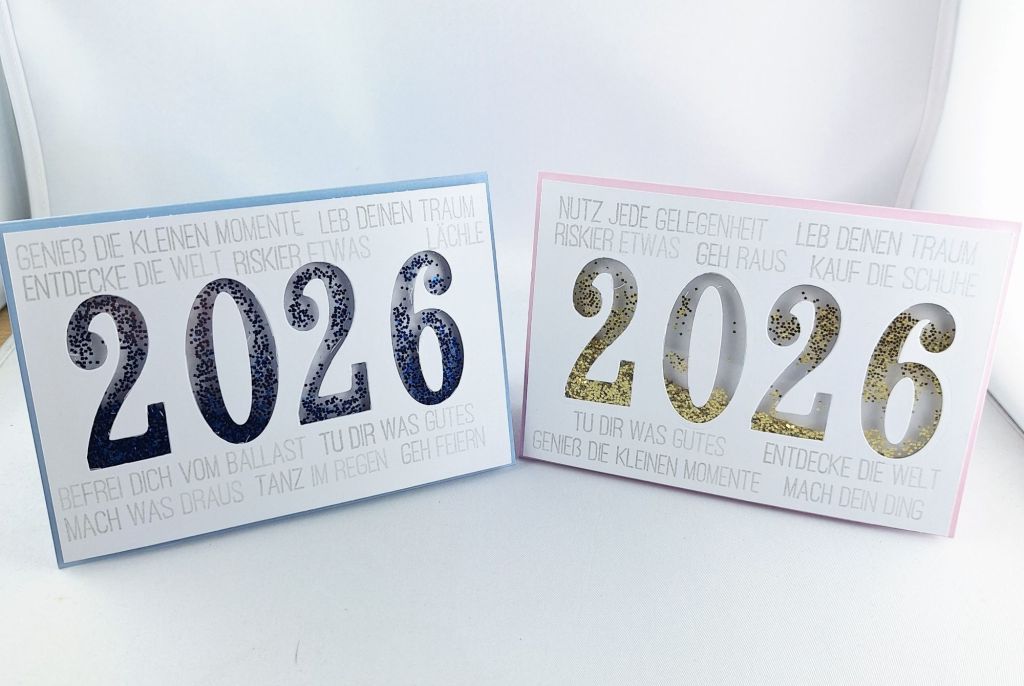 GENIEß DIE KLEINEN MOMENTE LEB DEINEN TRAUM
ENTDECKE DIE WELT RISKIER ETWAS LÄCHLE
2026
BEFREI DICH VOM BALLAST TU DIR WAS GUTES
MACH WAS DRAUS TANZ IM REGEN GEH FEIERN
NUTZ JEDE GELEGENHEIT LEB DEINEN TRAUM
RISKIER ETWAS GEH RAUS KAUF DIE SCHUHE
2026
TU DIR WAS GUTES ENTDECKE DIE WELT
GENIEß DIE KLEINEN MOMENTE MACH DEIN DING